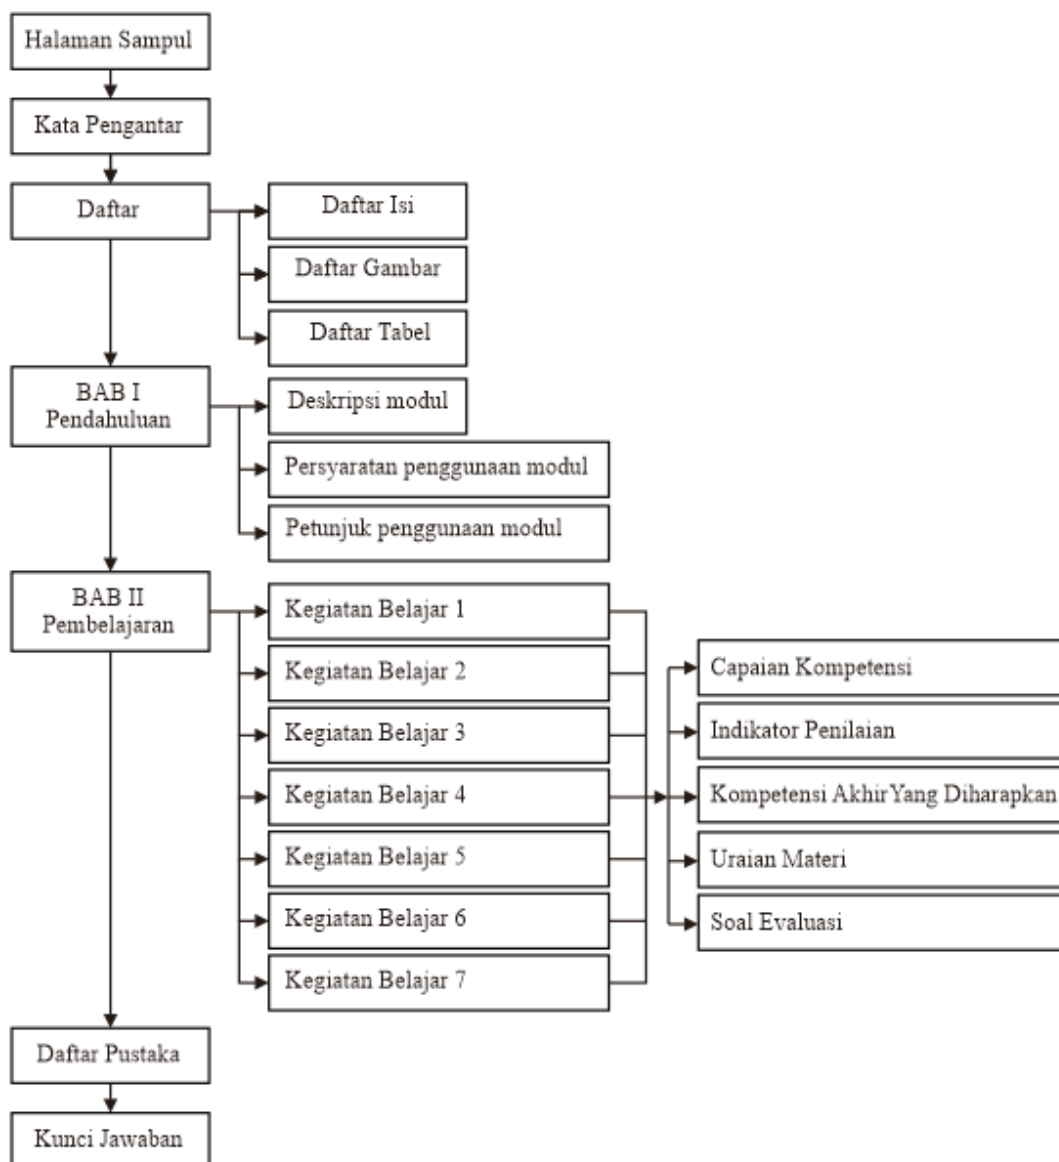 Halaman Sampul
Kata Pengantar
Daftar
Daftar Isi
Daftar Gambar
Daftar Tabel
BAB I
Pendahuluan
Deskripsi modul
Persyaratan penggunaan modul
Petunjuk penggunaan modul
BAB II
Pembelajaran
Kegiatan Belajar 1
Kegiatan Belajar 2
Kegiatan Belajar 3
Kegiatan Belajar 4
Kegiatan Belajar 5
Kegiatan Belajar 6
Kegiatan Belajar 7
Capaian Kompetensi
Indikator Penilaian
Kompetensi Akhir Yang Diharapkan
Uraian Materi
Soal Evaluasi
Daftar Pustaka
Kunci Jawaban